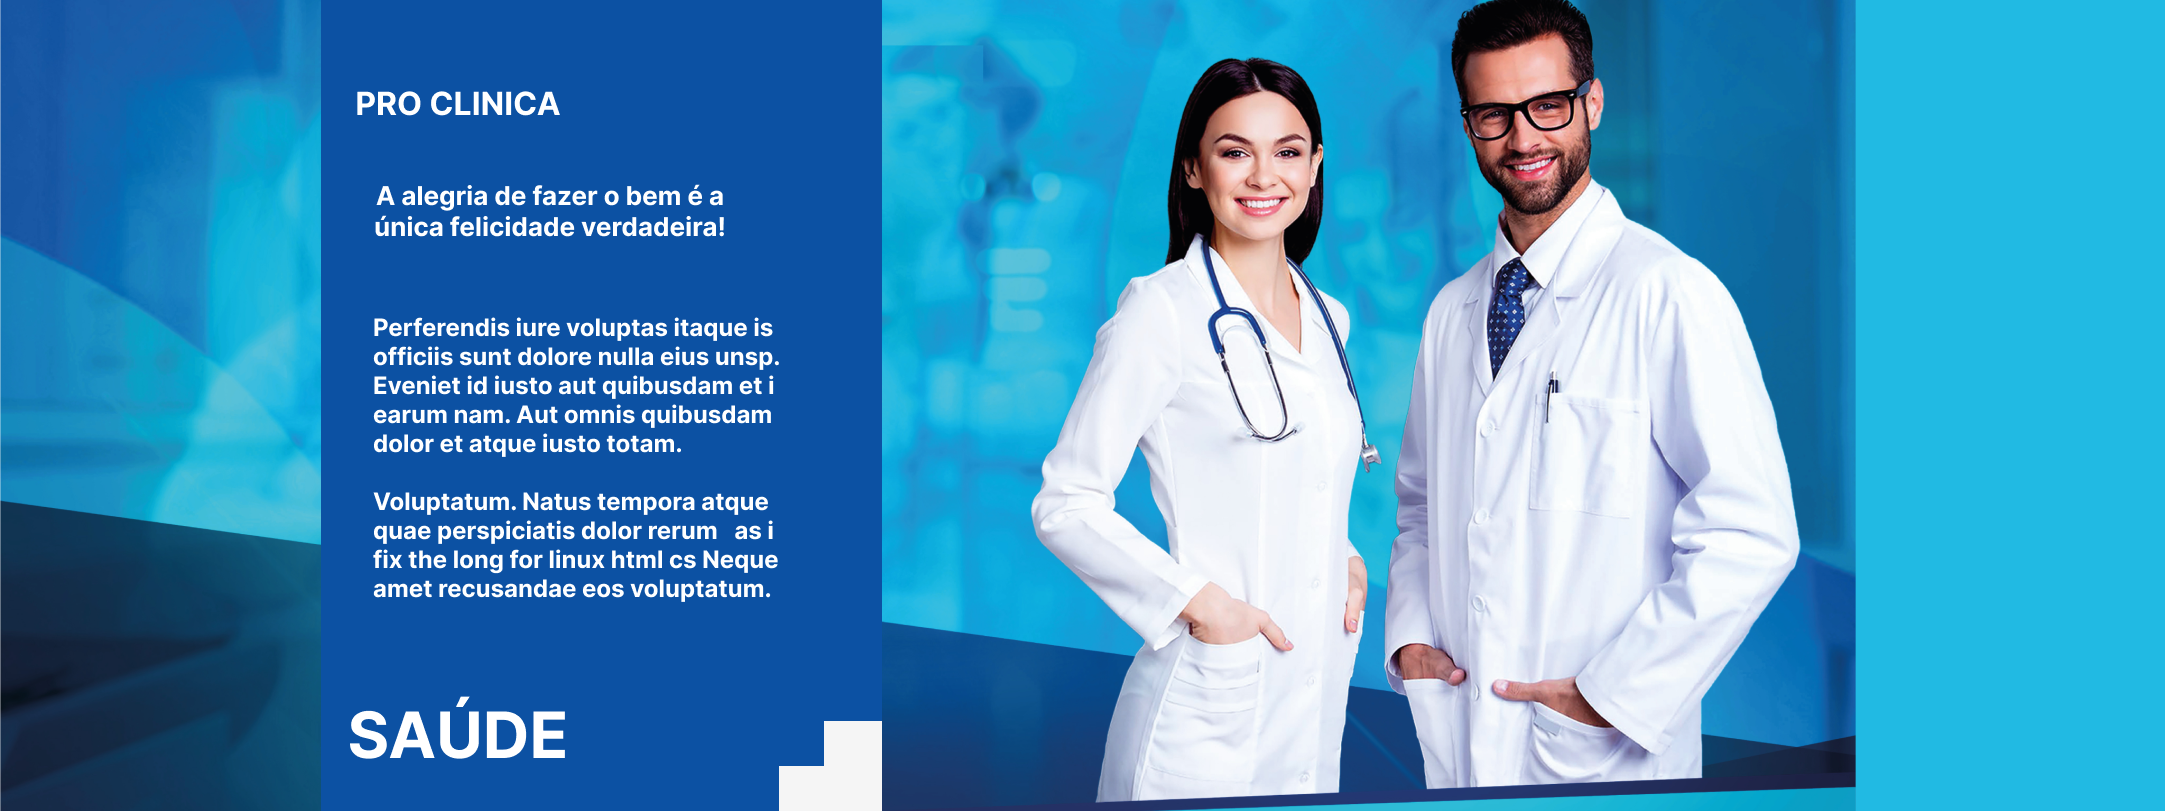 PRO CLINICA
A alegria de fazer o bem é a
única felicidade verdadeira!
Perferendis iure voluptas itaque is
officiis sunt dolore nulla eius unsp.
Eveniet id iusto aut quibusdam et i
earum nam. Aut omnis quibusdam
dolor et atque iusto totam.
Voluptatum. Natus tempora atque
quae perspiciatis dolor rerum as i
fix the long for linux html cs Neque
amet recusandae eos voluptatum.
SAÚDE